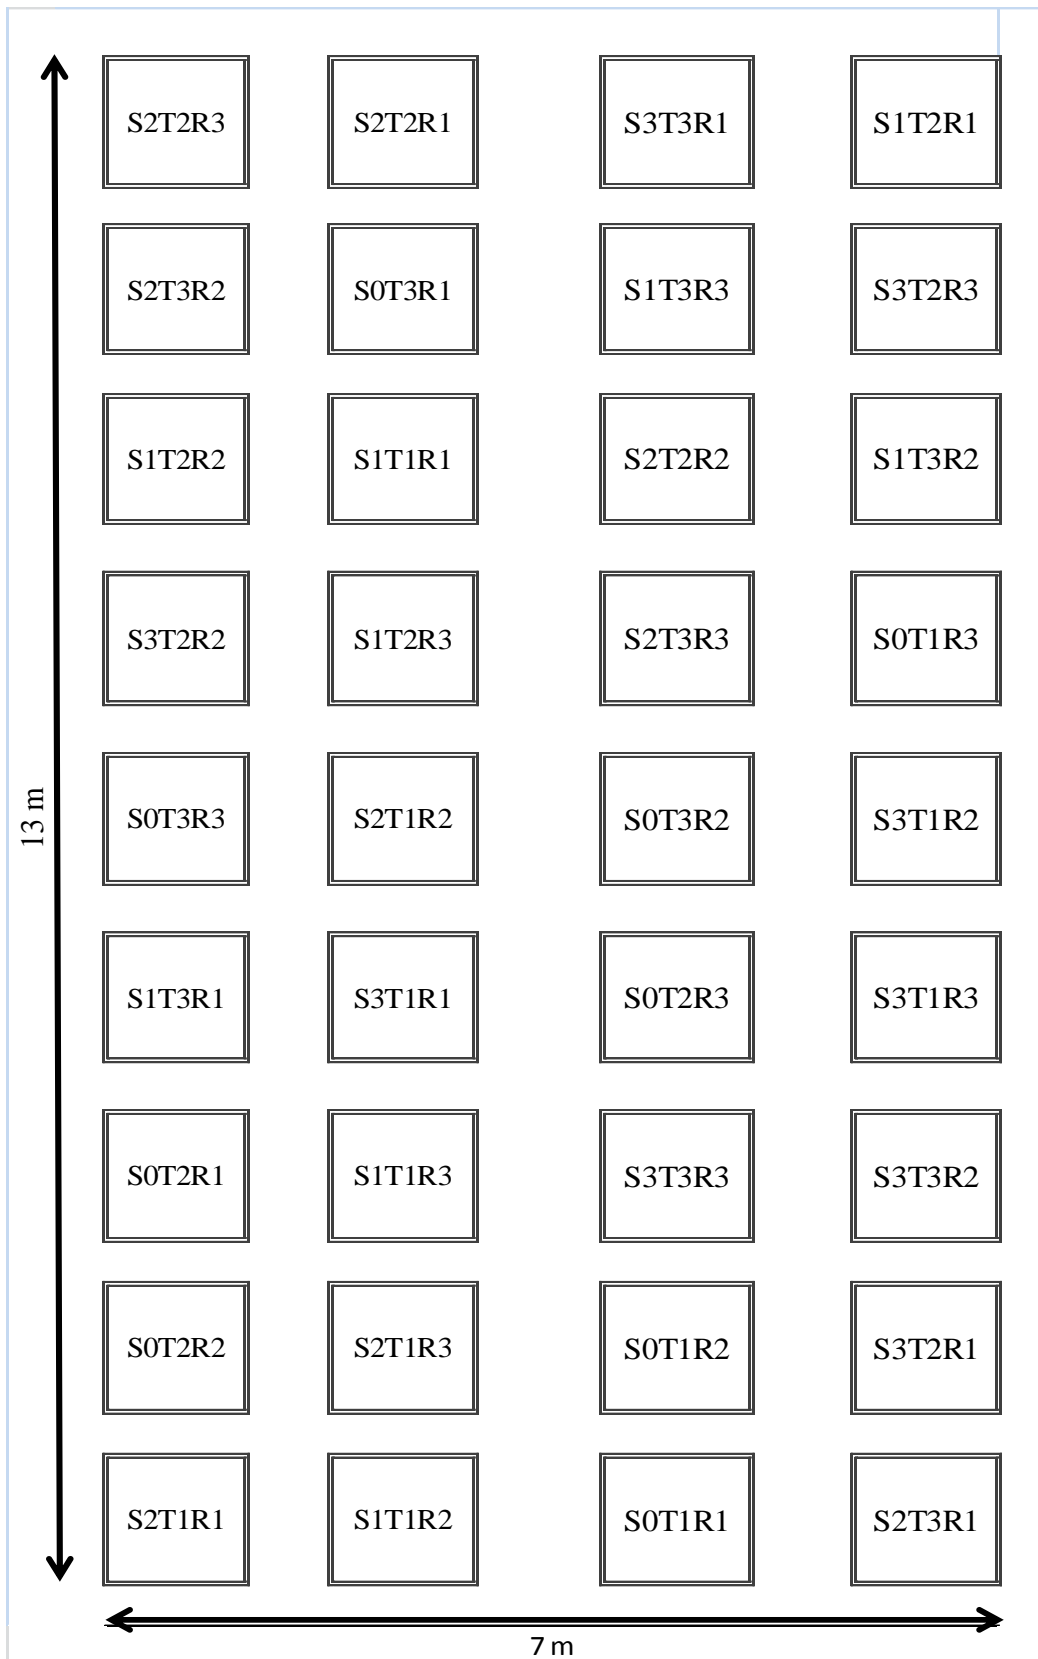 S2T2R3 S2T2R1 S3T3R1 S1T2R1
S2T3R2 S0T3R1 S1T3R3 S3T2R3
S1T2R2 S1T1R1 S2T2R2 S1T3R2
S3T2R2 S1T2R3 S2T3R3 S0T1R3
13 m
S0T3R3 S2T1R2 S0T3R2 S3T1R2
S1T3R1 S3T1R1 S0T2R3 S3T1R3
S0T2R1 S1T1R3 S3T3R3 S3T3R2
S0T2R2 S2T1R3 S0T1R2 S3T2R1
S2T1R1 S1T1R2 S0T1R1 S2T3R1
7 m